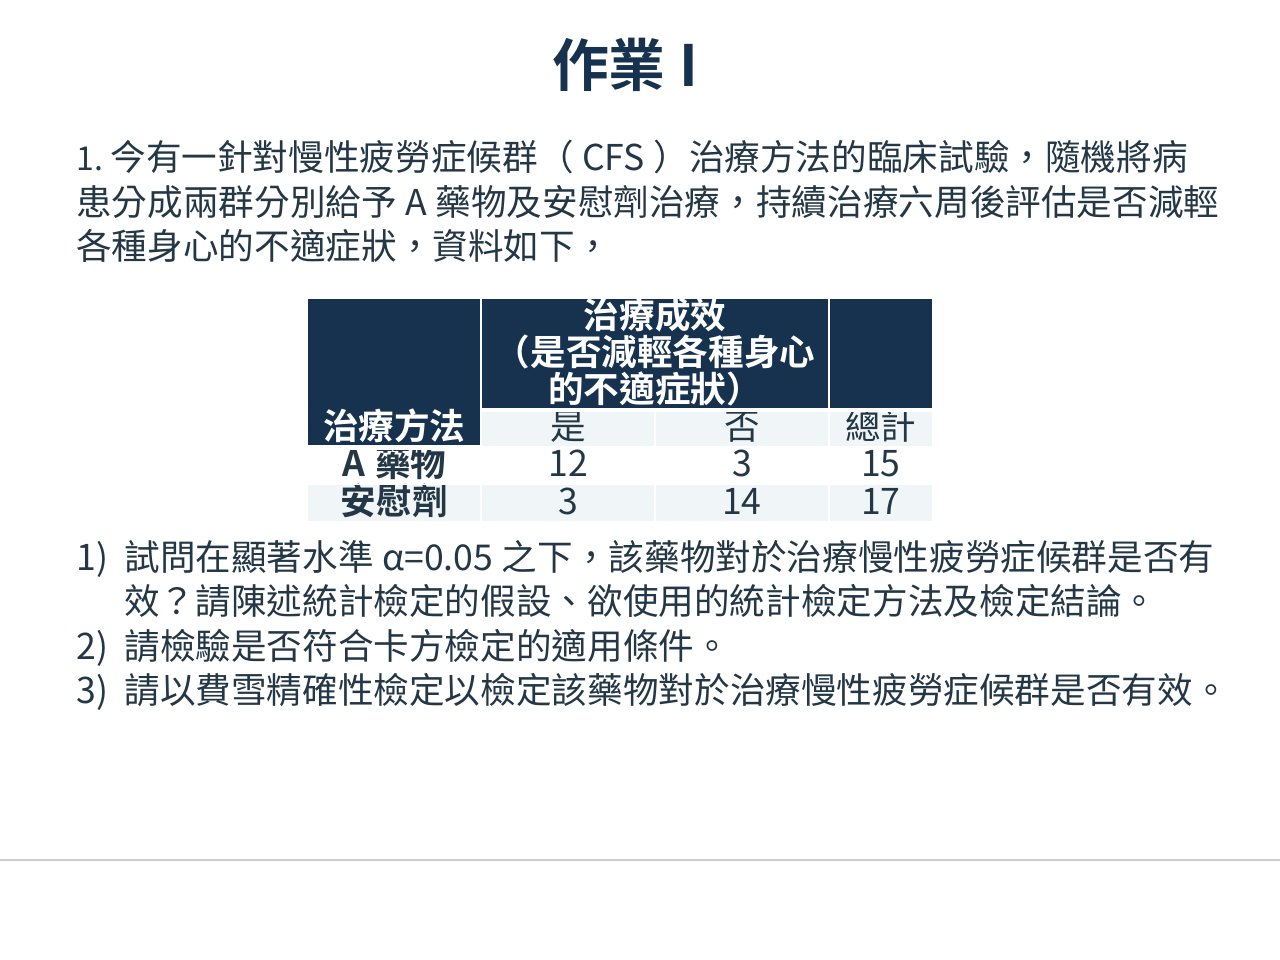 作業 I
1. 今有一針對慢性疲勞症候群（ CFS ）治療方法的臨床試驗，隨機將病
患分成兩群分別給予 A 藥物及安慰劑治療，持續治療六周後評估是否減輕
各種身心的不適症狀，資料如下，
治療成效
（是否減輕各種身心
的不適症狀）
治療方法 是 否 總計
A 藥物 12 3 15
安慰劑 3 14 17
1) 試問在顯著水準 α=0.05 之下，該藥物對於治療慢性疲勞症候群是否有
效？請陳述統計檢定的假設、欲使用的統計檢定方法及檢定結論。
2) 請檢驗是否符合卡方檢定的適用條件。
3) 請以費雪精確性檢定以檢定該藥物對於治療慢性疲勞症候群是否有效。